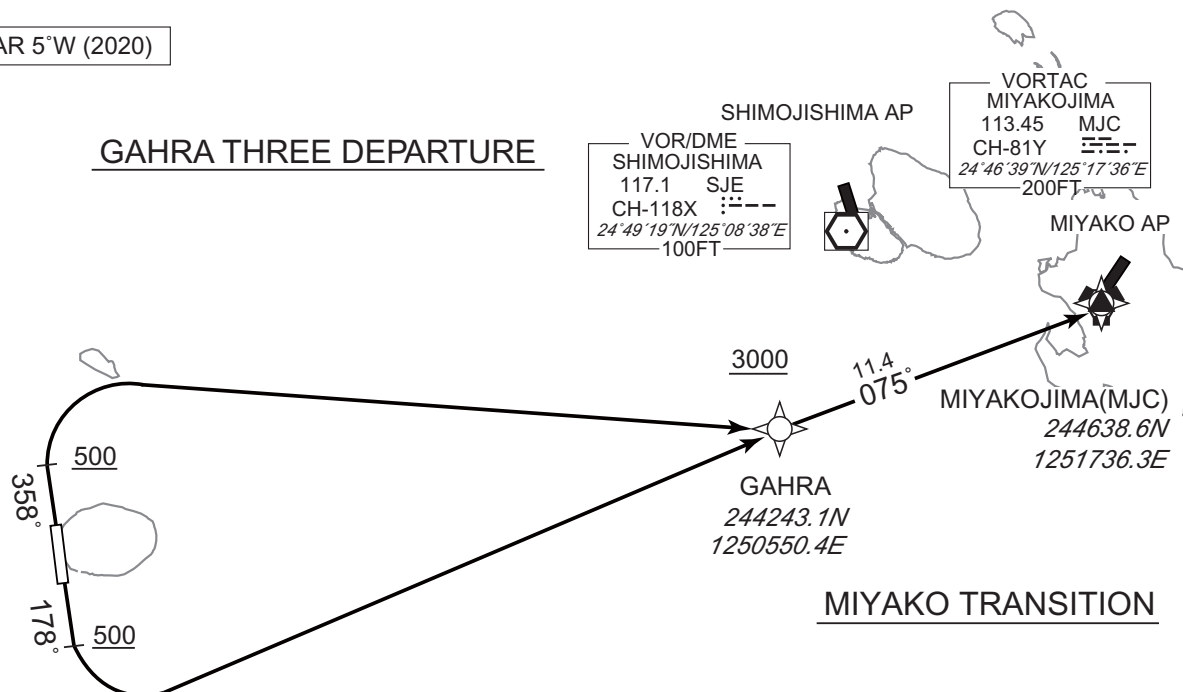 AR 5°W (2020)
GAHRA THREE DEPARTURE
SHIMOJISHIMA AP
VOR/DME
SHIMOJISHIMA
117.1 SJE
CH-118X
24°49´19˝N/125°08´38˝E
100FT
VORTAC
MIYAKOJIMA
113.45 MJC
CH-81Y
24°46´39˝N/125°17´36˝E
200FT
MIYAKO AP
3000
11.4
075°
MIYAKOJIMA(MJC)
244638.6N
1251736.3E
500
358°
GAHRA
244243.1N
1250550.4E
178°
500
MIYAKO TRANSITION